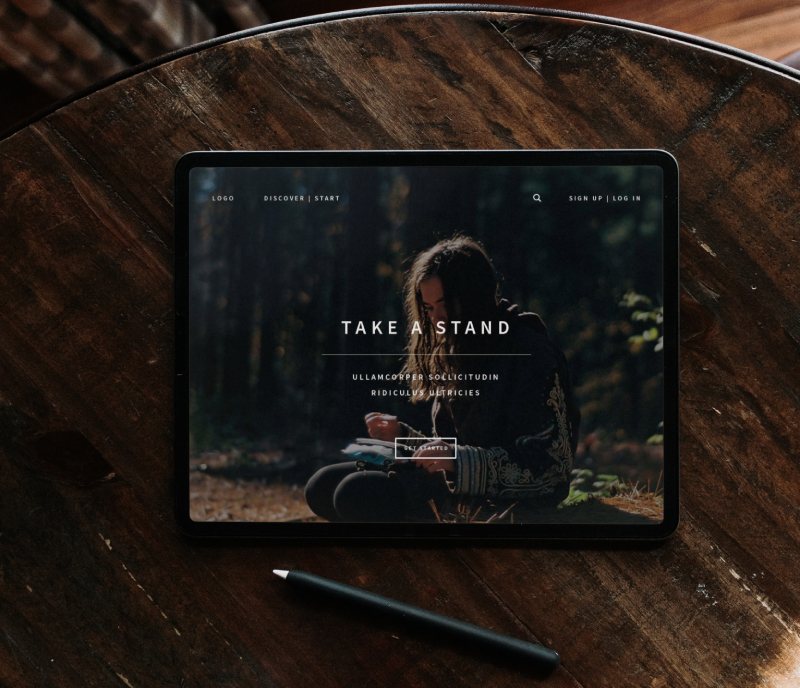 LOGO
DISCOVER | START
SIGN UP | LOG IN
TAKE A STAND
ULLAMCORPER SOLLICITUDIN
RIDICULUS ULTRICIES
GET STARTED